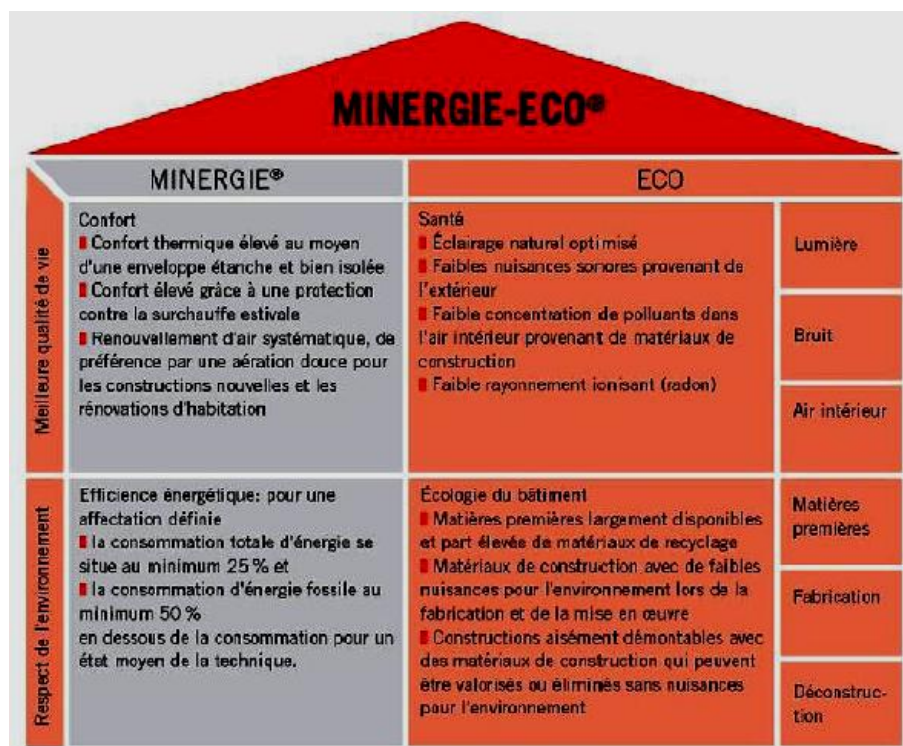 MINERGIE-ECO®
MINERGIE®
ECO
Meilleure qualité de vie
Confort
Confort thermique élevé au moyen
d'une enveloppe étanche et bien isolée
Confort élevé grâce à une protection
contre la surchauffe estivale
Renouvellement d'air systématique, de
préférence par une aération douce pour
les constructions nouvelles et les
rénovations d'habitation
Santé
Éclairage naturel optimisé
Faibles nuisances sonores provenant de
l'extérieur
Faible concentration de polluants dans
l'air intérieur provenant de matériaux de
construction
Faible rayonnement ionisant (radon)
Lumière
Bruit
Air intérieur
Respect de l'environnement
Efficience énergétique: pour une
affectation définie
la consommation totale d'énergie se
situe au minimum 25 % et
la consommation d'énergie fossile au
minimum 50 %
en dessous de la consommation pour un
état moyen de la technique.
Écologie du bâtiment
Matières premières largement disponibles
et part élevée de matériaux de recyclage
Matériaux de construction avec de faibles
nuisances pour l'environnement lors de la
fabrication et de la mise en œuvre
Constructions aisément démontables avec
des matériaux de construction qui peuvent
être valorisés ou éliminés sans nuisances
pour l'environnement
Matières
premières
Fabrication
Déconstruc-
tion